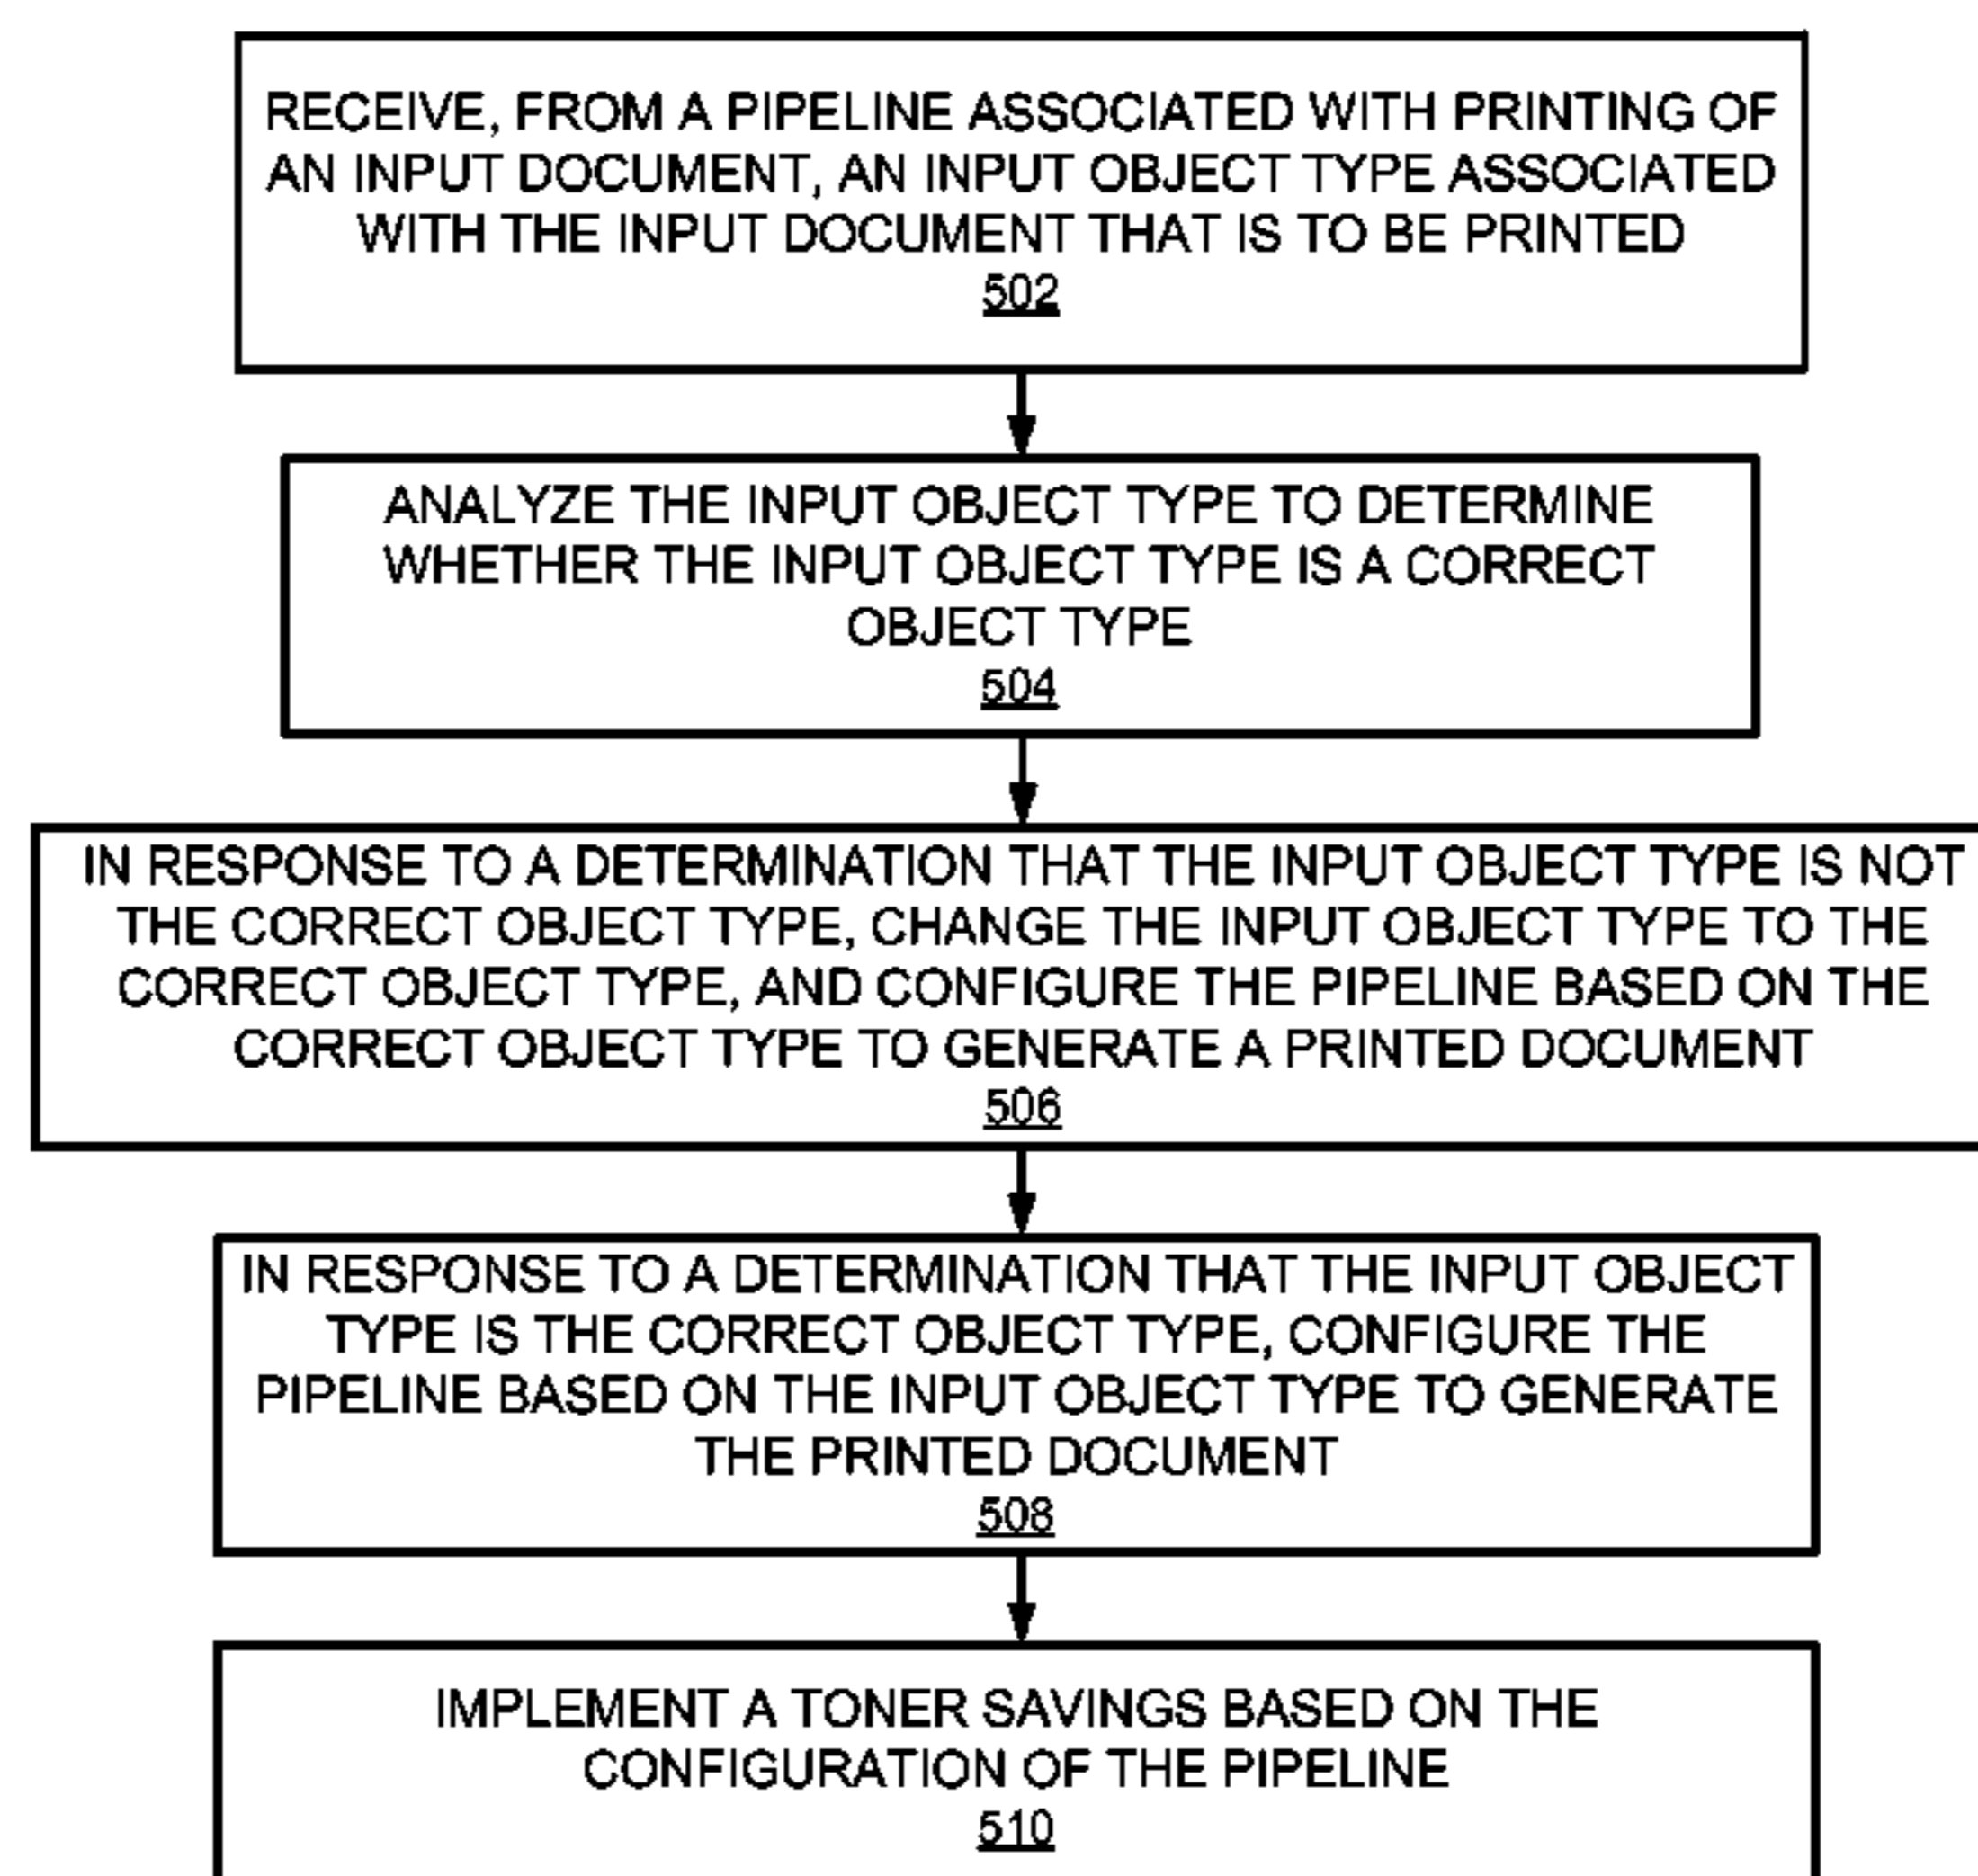 RECEIVE, FROM A PIPELINE ASSOCIATED WITH PRINTING OF
AN INPUT DOCUMENT, AN INPUT OBJECT TYPE ASSOCIATED
WITH THE INPUT DOCUMENT THAT IS TO BE PRINTED
502
ANALYZE THE INPUT OBJECT TYPE TO DETERMINE
WHETHER THE INPUT OBJECT TYPE IS A CORRECT
OBJECT TYPE
504
IN RESPONSE TO A DETERMINATION THAT THE INPUT OBJECT TYPE IS NOT
THE CORRECT OBJECT TYPE, CHANGE THE INPUT OBJECT TYPE TO THE
CORRECT OBJECT TYPE, AND CONFIGURE THE PIPELINE BASED ON THE
CORRECT OBJECT TYPE TO GENERATE A PRINTED DOCUMENT
506
IN RESPONSE TO A DETERMINATION THAT THE INPUT OBJECT
TYPE IS THE CORRECT OBJECT TYPE, CONFIGURE THE
PIPELINE BASED ON THE INPUT OBJECT TYPE TO GENERATE
THE PRINTED DOCUMENT
508
IMPLEMENT A TONER SAVINGS BASED ON THE
CONFIGURATION OF THE PIPELINE
510